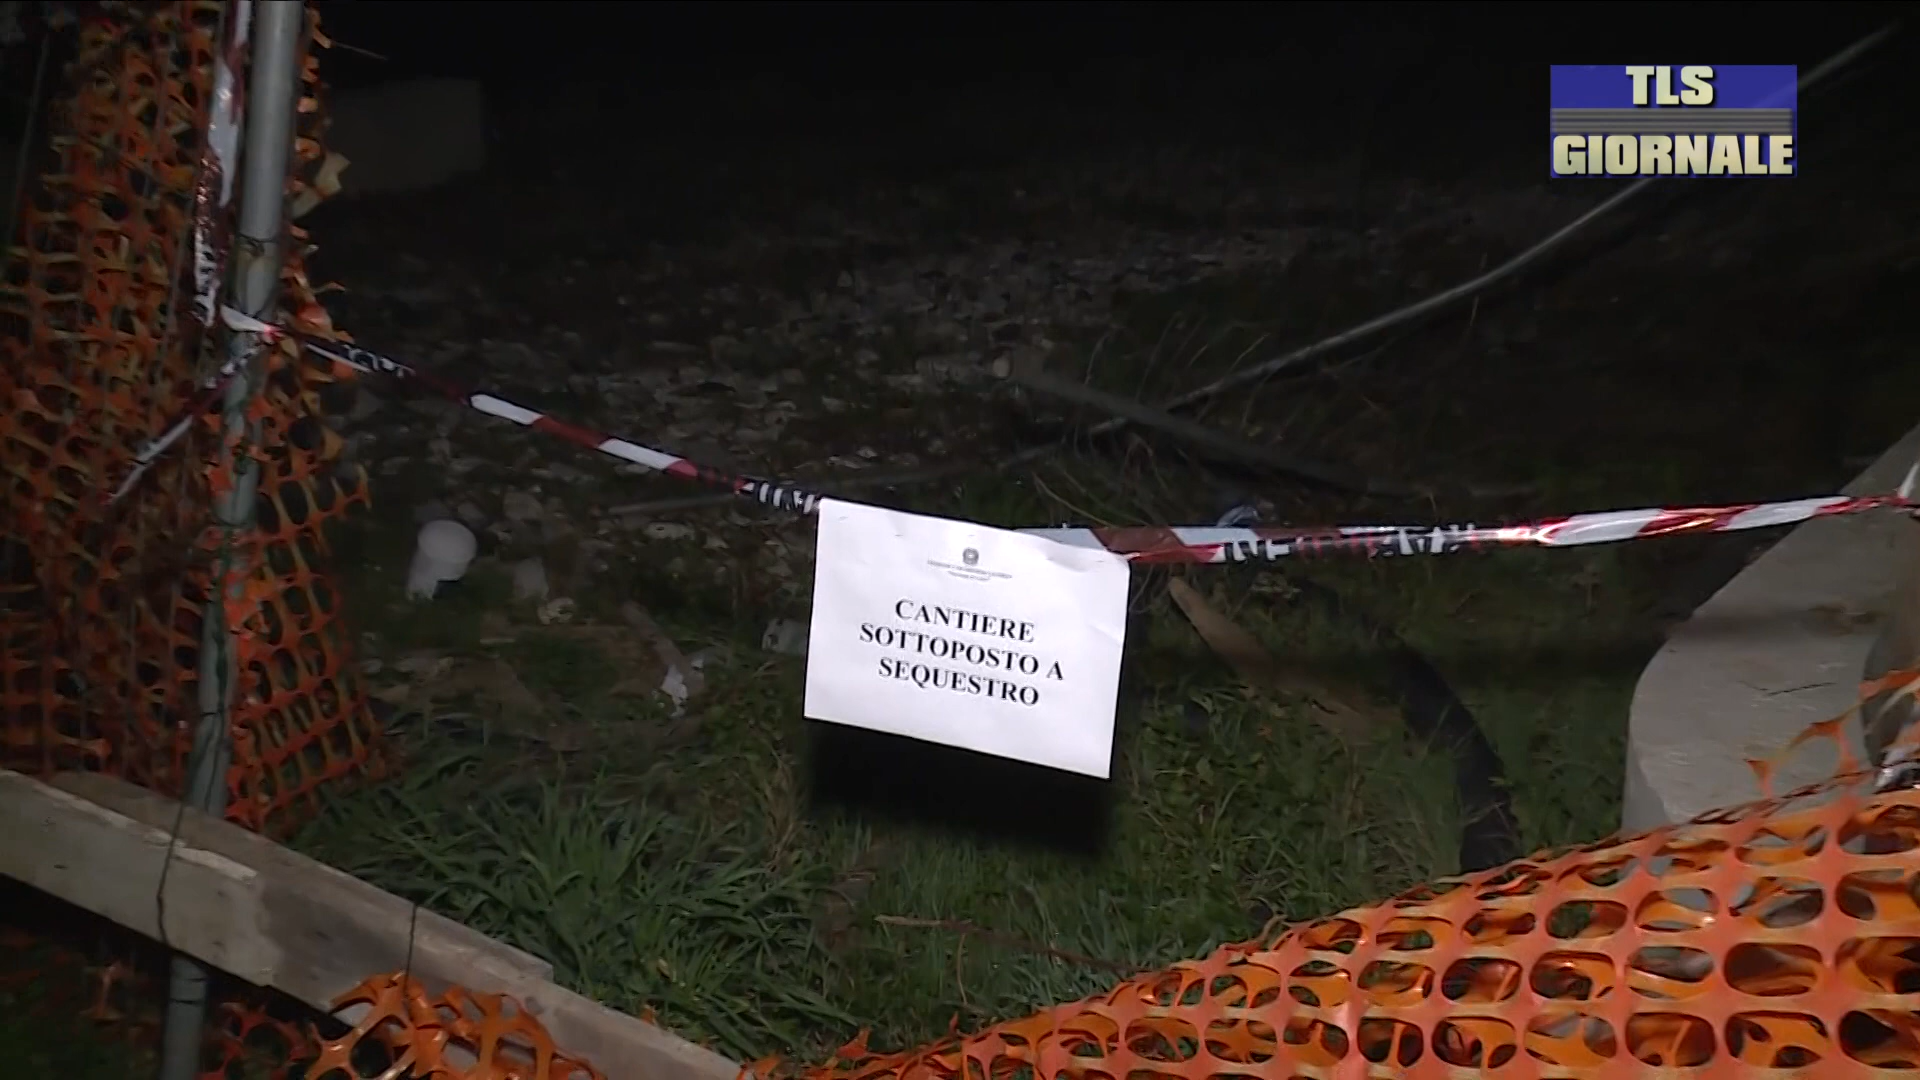 TLS
GIORNALE
CANTIERE
SOTTOPOSTO A
SEQUESTRO